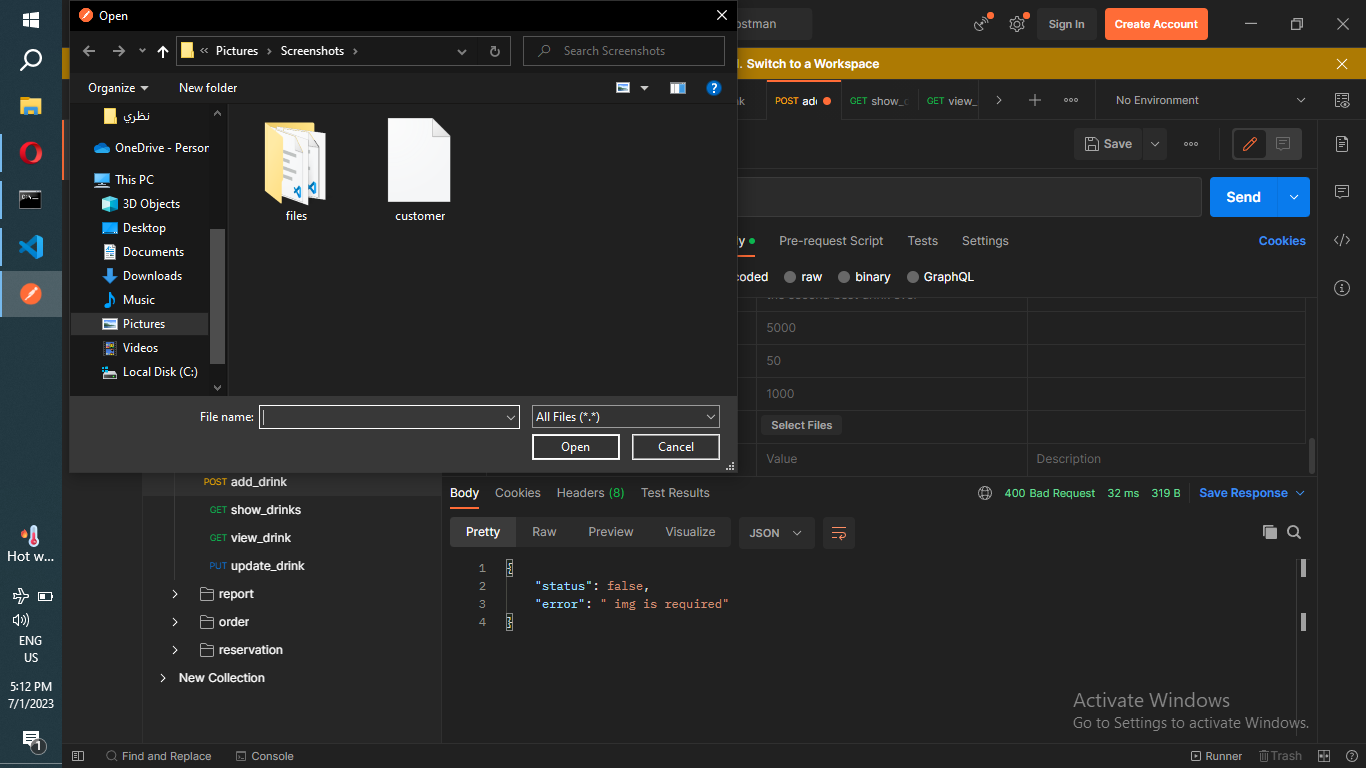 Open
Pictures
Screenshots
Search Screenshots
Organize
New folder
?
نظري
OneDrive - Person
This PC
3D Objects
Desktop
Documents
Downloads
Music
Pictures
Videos
Local Disk (C:)
files
customer
File name:
All Files (*.*)
Open
Cancel
ostman
Sign In
Create Account
. Switch to a Workspace
POST
GET show_
GET view_
No Environment
Save
Send
Pre-request Script
Tests
Settings
Cookies
coded
raw
binary
GraphQL
5000
50
1000
Select Files
Value
Description
POST add_drink
GET show_drinks
GET view_drink
PUT update_drink
report
order
reservation
New Collection
Body
Cookies
Headers (8)
Test Results
400 Bad Request
32 ms
319 B
Save Response
Pretty
Raw
Preview
Visualize
JSON
1 {
2 "status": false,
3 "error": " img is required"
4 }
Activate Windows
Go to Settings to activate Windows.
Hot w...
ENG
US
5:12 PM
7/1/2023
1
Find and Replace
Console
Runner
Trash